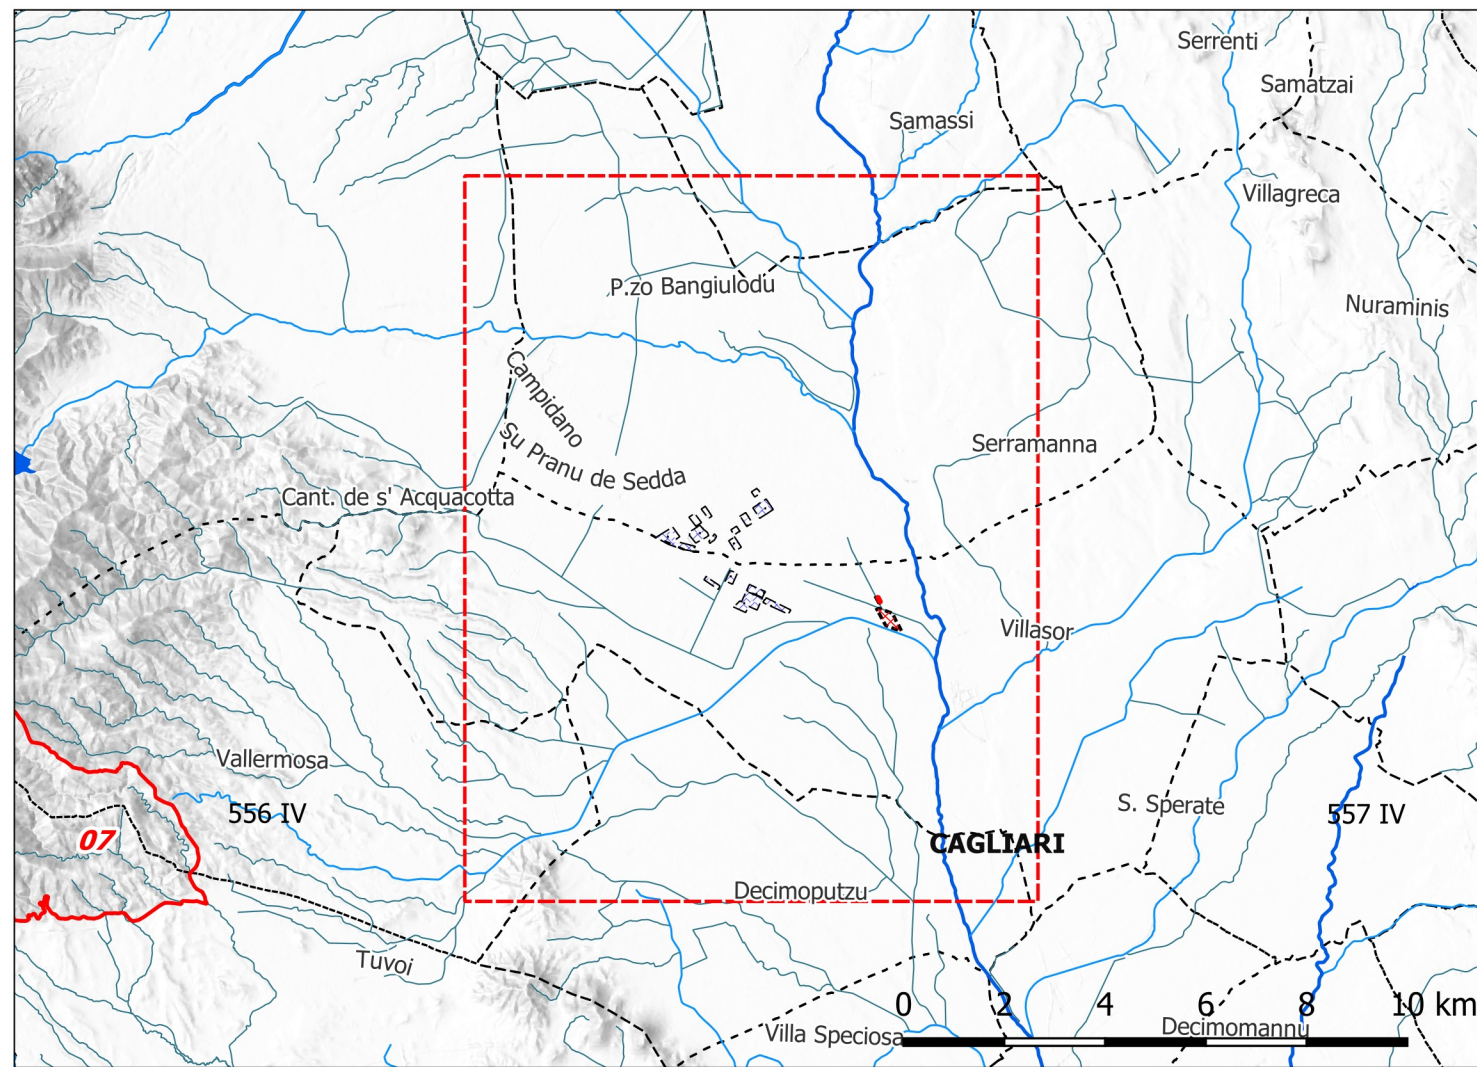 Serrenti
Samatzai
Samassi
Villagreca
P.zo Bangiulodu
Nuraminis
Campidano
Su Pranu de Sedda
Serramanna
Cant. de s' Acquacotta
Villasor
Vallermosa
556 IV
S. Sperate
557 IV
07
CAGLIARI
Decimoputzu
Tuvoi
0 2 4 6 8 10 km
Villa Speciosa
Decimomannu